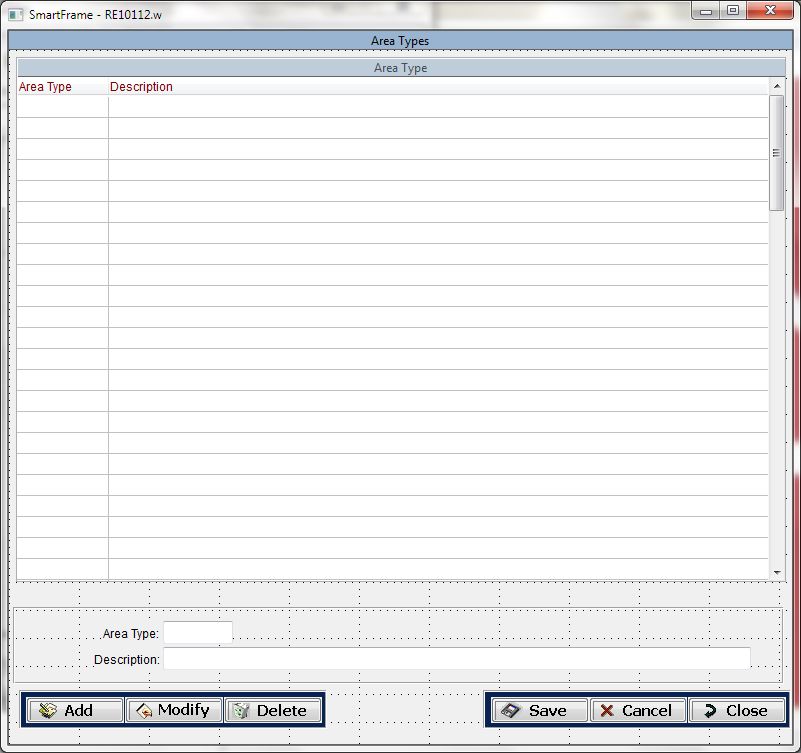 SmartFrame - RE10112.w
Area Types
Area Type
Area Type Description
Area Type:
Description:
Add Modify Delete Save Cancel Close